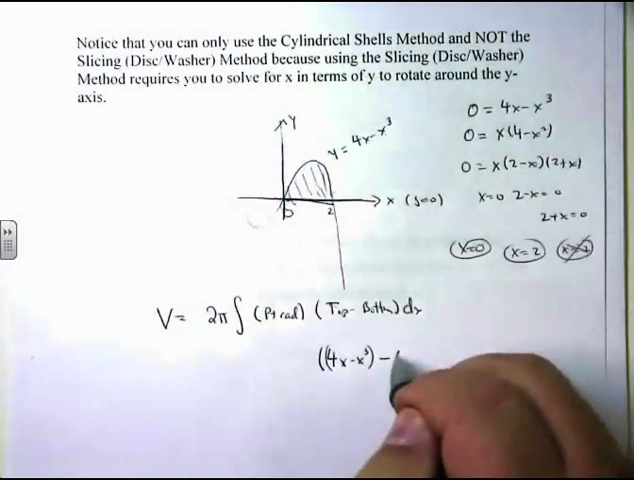 Notice that you can only use the Cylindrical Shells Method and NOT the
Slicing (Disc/Washer) Method because using the Slicing (Disc/Washer)
Method requires you to solve for x in terms of y to rotate around the y-
axis.
y
y = 4x-x³
x (y=0)
0
2
0 = 4x-x³
0 = x(4-x²)
0 = x(2-x)(2+x)
x=0 2-x=0
2+x=0
x=0 x=2
V= 2π∫ (Pt rad) (Top - Bottom) dx
((4x-x³) -